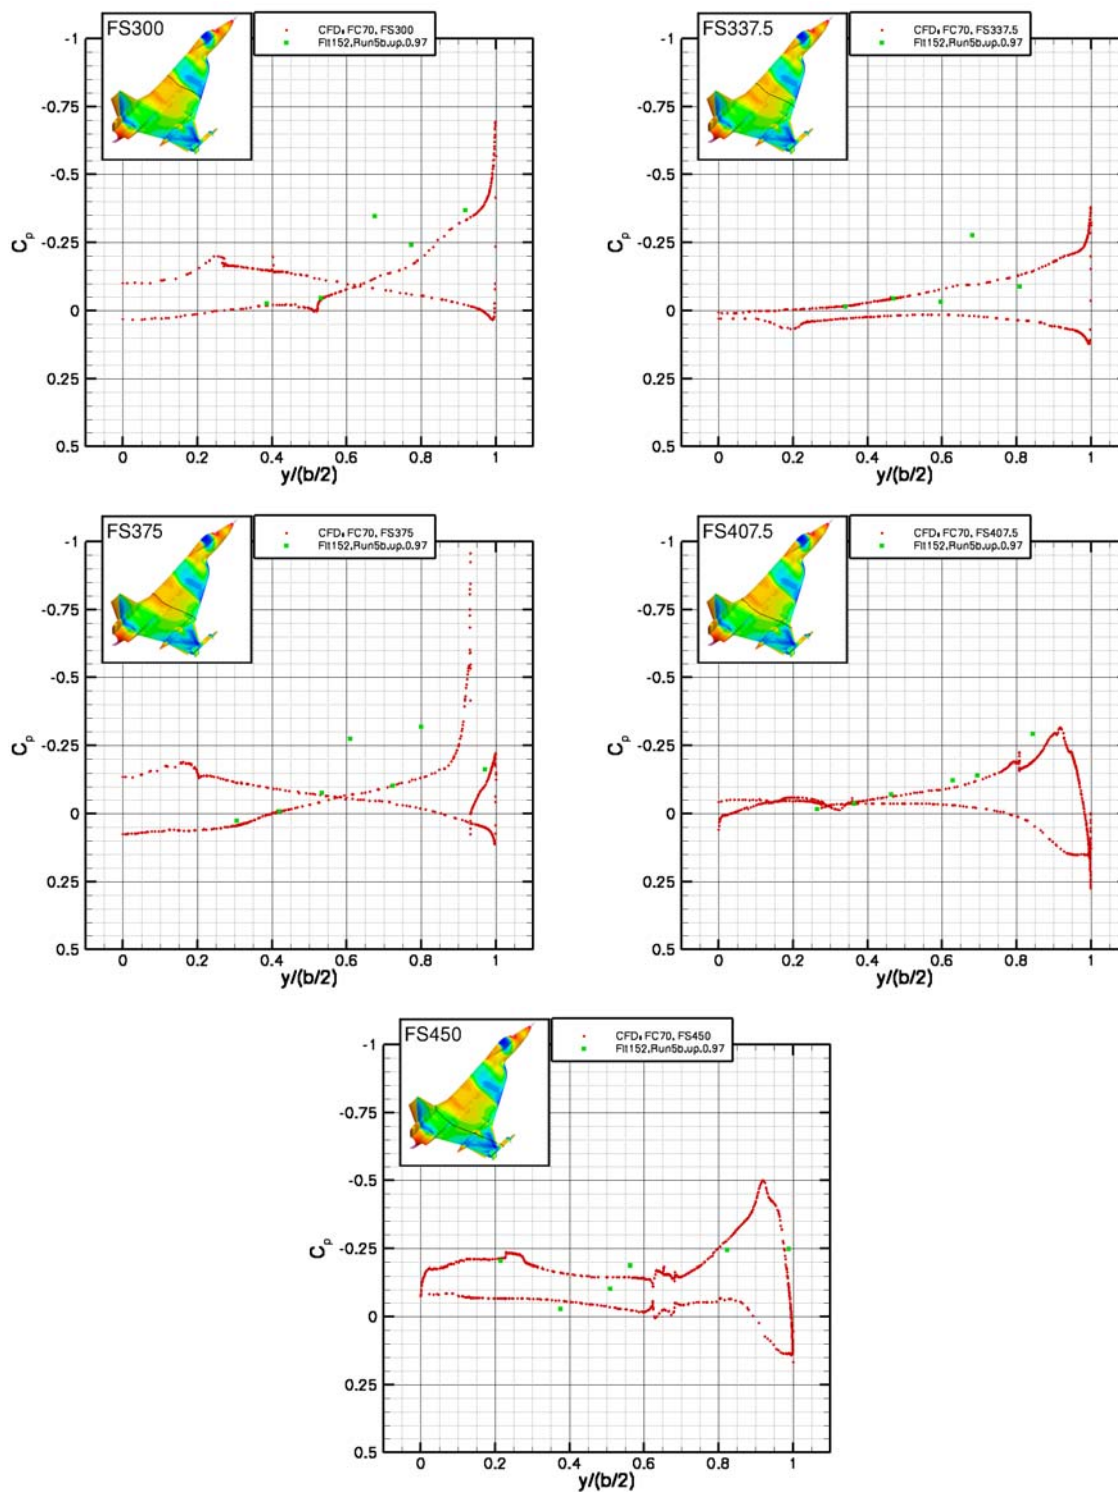 FS300
CFD: FC70, FS300
Flt152,Run5b,up,0.97
-1
-0.75
-0.5
-0.25
0
0.25
0.5
Cp
0 0.2 0.4 0.6 0.8 1
y/(b/2)
FS337.5
CFD: FC70, FS337.5
Flt152,Run5b,up,0.97
-1
-0.75
-0.5
-0.25
0
0.25
0.5
Cp
0 0.2 0.4 0.6 0.8 1
y/(b/2)
FS375
CFD: FC70, FS375
Flt152,Run5b,up,0.97
-1
-0.75
-0.5
-0.25
0
0.25
0.5
Cp
0 0.2 0.4 0.6 0.8 1
y/(b/2)
FS407.5
CFD: FC70, FS407.5
Flt152,Run5b,up,0.97
-1
-0.75
-0.5
-0.25
0
0.25
0.5
Cp
0 0.2 0.4 0.6 0.8 1
y/(b/2)
FS450
CFD: FC70, FS450
Flt152,Run5b,up,0.97
-1
-0.75
-0.5
-0.25
0
0.25
0.5
Cp
0 0.2 0.4 0.6 0.8 1
y/(b/2)